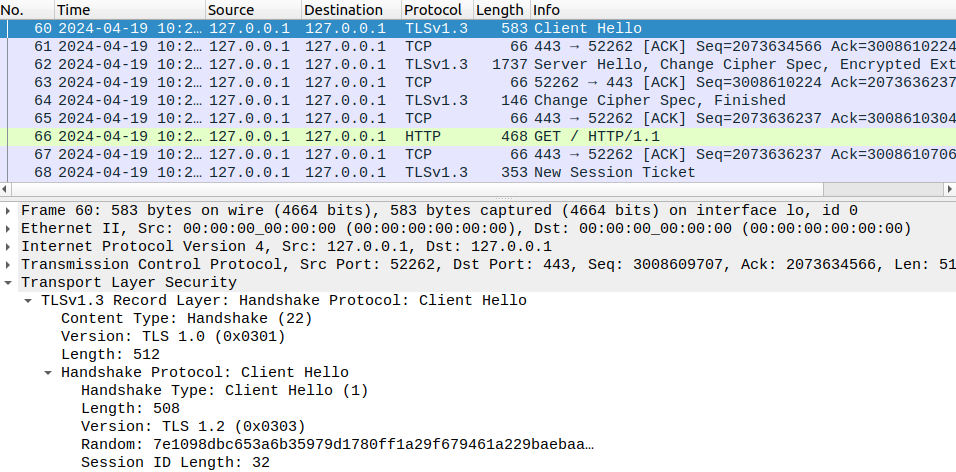 No. Time Source Destination Protocol Length Info
60 2024-04-19 10:2… 127.0.0.1 127.0.0.1 TLSv1.3 583 Client Hello
61 2024-04-19 10:2… 127.0.0.1 127.0.0.1 TCP 66 443 → 52262 [ACK] Seq=2073634566 Ack=3008610224
62 2024-04-19 10:2… 127.0.0.1 127.0.0.1 TLSv1.3 1737 Server Hello, Change Cipher Spec, Encrypted Ext
63 2024-04-19 10:2… 127.0.0.1 127.0.0.1 TCP 66 52262 → 443 [ACK] Seq=3008610224 Ack=2073636237
64 2024-04-19 10:2… 127.0.0.1 127.0.0.1 TLSv1.3 146 Change Cipher Spec, Finished
65 2024-04-19 10:2… 127.0.0.1 127.0.0.1 TCP 66 443 → 52262 [ACK] Seq=2073636237 Ack=3008610304
66 2024-04-19 10:2… 127.0.0.1 127.0.0.1 HTTP 468 GET / HTTP/1.1
67 2024-04-19 10:2… 127.0.0.1 127.0.0.1 TCP 66 443 → 52262 [ACK] Seq=2073636237 Ack=3008610706
68 2024-04-19 10:2… 127.0.0.1 127.0.0.1 TLSv1.3 353 New Session Ticket
Frame 60: 583 bytes on wire (4664 bits), 583 bytes captured (4664 bits) on interface lo, id 0
Ethernet II, Src: 00:00:00_00:00:00 (00:00:00:00:00:00), Dst: 00:00:00_00:00:00 (00:00:00:00:00:00)
Internet Protocol Version 4, Src: 127.0.0.1, Dst: 127.0.0.1
Transmission Control Protocol, Src Port: 52262, Dst Port: 443, Seq: 3008609707, Ack: 2073634566, Len: 51
Transport Layer Security
TLSv1.3 Record Layer: Handshake Protocol: Client Hello
Content Type: Handshake (22)
Version: TLS 1.0 (0x0301)
Length: 512
Handshake Protocol: Client Hello
Handshake Type: Client Hello (1)
Length: 508
Version: TLS 1.2 (0x0303)
Random: 7e1098dbc653a6b35979d1780ff1a29f679461a229baebaa…
Session ID Length: 32